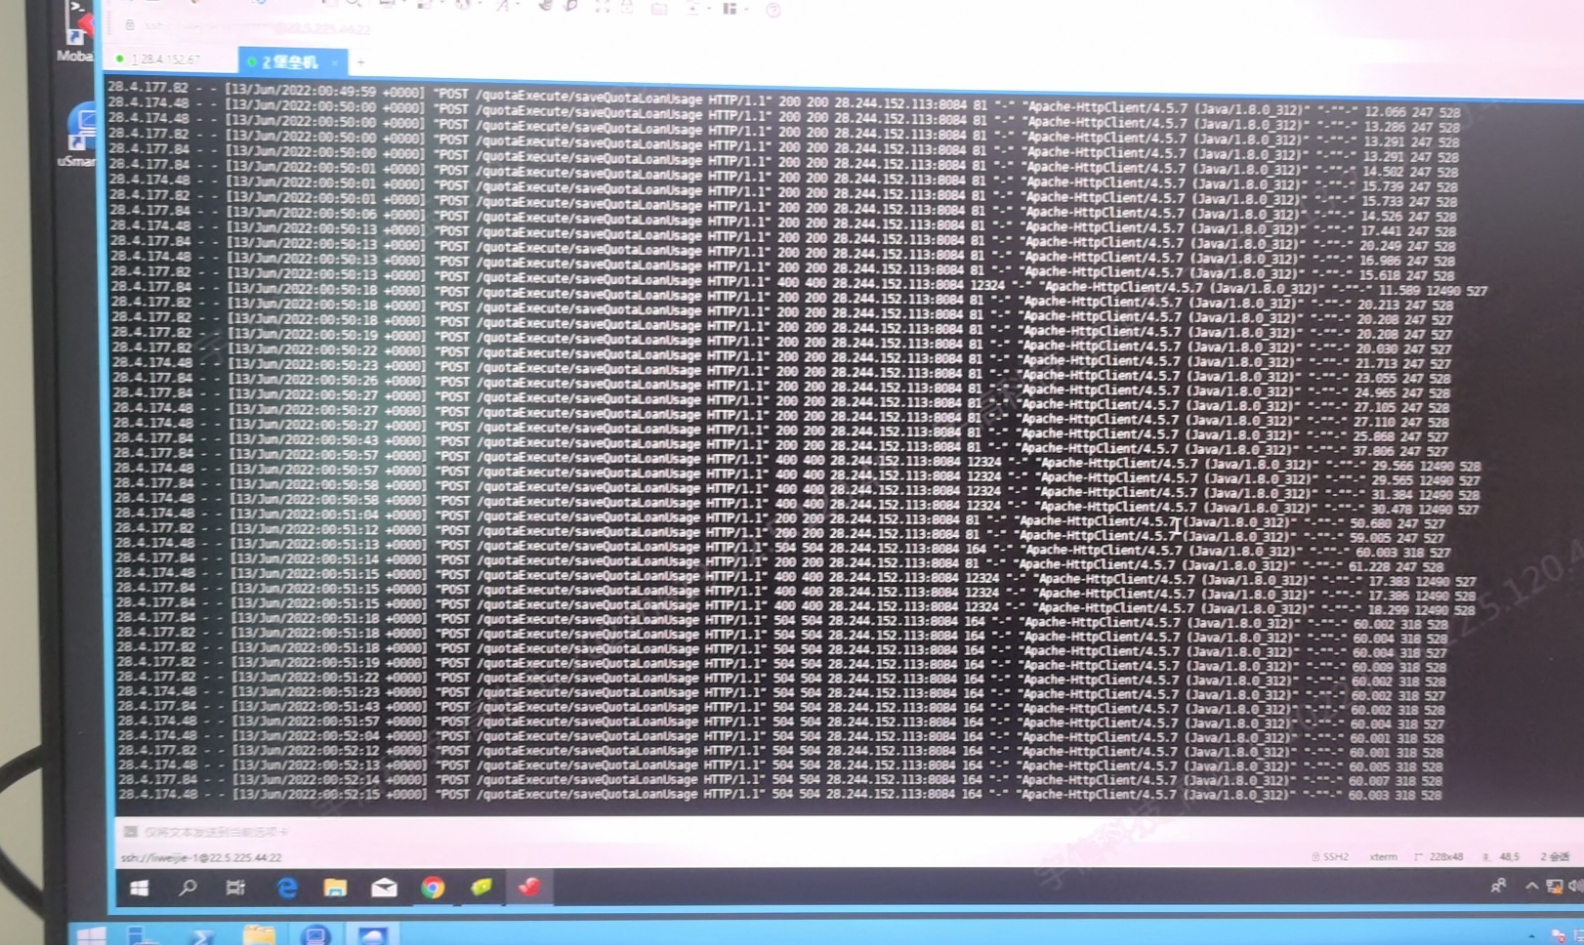 Moba
ssh
1 28.4.152.67
2 堡垒机
uSmar
28.4.177.82 - - [13/Jun/2022:00:49:59 +0000] "POST /quotaExecute/saveQuotaLoanUsage HTTP/1.1" 200 200 28.244.152.113:8084 81 "-" "Apache-HttpClient/4.5.7 (Java/1.8.0_312)" "-" "-" 12.066 247 528
28.4.174.48 - - [13/Jun/2022:00:50:00 +0000] "POST /quotaExecute/saveQuotaLoanUsage HTTP/1.1" 200 200 28.244.152.113:8084 81 "-" "Apache-HttpClient/4.5.7 (Java/1.8.0_312)" 13.286 247 528
28.4.177.82 - - [13/Jun/2022:00:50:00 +0000] "POST /quotaExecute/saveQuotaLoanUsage HTTP/1.1" 200 200 28.244.152.113:8084 81 "-" "Apache-HttpClient/4.5.7 (Java/1.8.0_312)" 13.291 247 528
28.4.177.84 - - [13/Jun/2022:00:50:00 +0000] "POST /quotaExecute/saveQuotaLoanUsage HTTP/1.1" 200 200 28.244.152.113:8084 81 "-" "Apache-HttpClient/4.5.7 (Java/1.8.0_312)" 13.291 247 528
28.4.177.84 - - [13/Jun/2022:00:50:01 +0000] "POST /quotaExecute/saveQuotaLoanUsage HTTP/1.1" 200 200 28.244.152.113:8084 81 "-" "Apache-HttpClient/4.5.7 (Java/1.8.0_312)" 14.502 247 528
28.4.174.48 - - [13/Jun/2022:00:50:01 +0000] "POST /quotaExecute/saveQuotaLoanUsage HTTP/1.1" 200 200 28.244.152.113:8084 81 "-" "Apache-HttpClient/4.5.7 (Java/1.8.0_312)" 15.739 247 528
28.4.177.82 - - [13/Jun/2022:00:50:01 +0000] "POST /quotaExecute/saveQuotaLoanUsage HTTP/1.1" 200 200 28.244.152.113:8084 81 "-" "Apache-HttpClient/4.5.7 (Java/1.8.0_312)" 15.733 247 528
28.4.177.84 - - [13/Jun/2022:00:50:06 +0000] "POST /quotaExecute/saveQuotaLoanUsage HTTP/1.1" 200 200 28.244.152.113:8084 81 "-" "Apache-HttpClient/4.5.7 (Java/1.8.0_312)" 14.526 247 528
28.4.174.48 - - [13/Jun/2022:00:50:13 +0000] "POST /quotaExecute/saveQuotaLoanUsage HTTP/1.1" 200 200 28.244.152.113:8084 81 "-" "Apache-HttpClient/4.5.7 (Java/1.8.0_312)" 17.441 247 528
28.4.177.84 - - [13/Jun/2022:00:50:13 +0000] "POST /quotaExecute/saveQuotaLoanUsage HTTP/1.1" 200 200 28.244.152.113:8084 81 "-" "Apache-HttpClient/4.5.7 (Java/1.8.0_312)" 20.249 247 528
28.4.174.48 - - [13/Jun/2022:00:50:13 +0000] "POST /quotaExecute/saveQuotaLoanUsage HTTP/1.1" 200 200 28.244.152.113:8084 81 "-" "Apache-HttpClient/4.5.7 (Java/1.8.0_312)" 16.986 247 528
28.4.177.82 - - [13/Jun/2022:00:50:13 +0000] "POST /quotaExecute/saveQuotaLoanUsage HTTP/1.1" 200 200 28.244.152.113:8084 81 "-" "Apache-HttpClient/4.5.7 (Java/1.8.0_312)" 15.618 247 528
28.4.177.84 - - [13/Jun/2022:00:50:18 +0000] "POST /quotaExecute/saveQuotaLoanUsage HTTP/1.1" 400 400 28.244.152.113:8084 12324 "-" "Apache-HttpClient/4.5.7 (Java/1.8.0_312)" 11.589 12490 527
28.4.177.82 - - [13/Jun/2022:00:50:18 +0000] "POST /quotaExecute/saveQuotaLoanUsage HTTP/1.1" 200 200 28.244.152.113:8084 81 "-" "Apache-HttpClient/4.5.7 (Java/1.8.0_312)" 20.213 247 528
28.4.177.82 - - [13/Jun/2022:00:50:18 +0000] "POST /quotaExecute/saveQuotaLoanUsage HTTP/1.1" 200 200 28.244.152.113:8084 81 "-" "Apache-HttpClient/4.5.7 (Java/1.8.0_312)" 20.208 247 527
28.4.177.82 - - [13/Jun/2022:00:50:19 +0000] "POST /quotaExecute/saveQuotaLoanUsage HTTP/1.1" 200 200 28.244.152.113:8084 81 "-" "Apache-HttpClient/4.5.7 (Java/1.8.0_312)" 20.208 247 527
28.4.177.82 - - [13/Jun/2022:00:50:22 +0000] "POST /quotaExecute/saveQuotaLoanUsage HTTP/1.1" 200 200 28.244.152.113:8084 81 "-" "Apache-HttpClient/4.5.7 (Java/1.8.0_312)" 20.030 247 527
28.4.174.48 - - [13/Jun/2022:00:50:23 +0000] "POST /quotaExecute/saveQuotaLoanUsage HTTP/1.1" 200 200 28.244.152.113:8084 81 "-" "Apache-HttpClient/4.5.7 (Java/1.8.0_312)" 21.713 247 528
28.4.177.84 - - [13/Jun/2022:00:50:26 +0000] "POST /quotaExecute/saveQuotaLoanUsage HTTP/1.1" 200 200 28.244.152.113:8084 81 "-" "Apache-HttpClient/4.5.7 (Java/1.8.0_312)" 23.055 247 528
28.4.177.84 - - [13/Jun/2022:00:50:27 +0000] "POST /quotaExecute/saveQuotaLoanUsage HTTP/1.1" 200 200 28.244.152.113:8084 81 "-" "Apache-HttpClient/4.5.7 (Java/1.8.0_312)" 24.965 247 528
28.4.174.48 - - [13/Jun/2022:00:50:27 +0000] "POST /quotaExecute/saveQuotaLoanUsage HTTP/1.1" 200 200 28.244.152.113:8084 81 "-" "Apache-HttpClient/4.5.7 (Java/1.8.0_312)" 27.105 247 528
28.4.174.48 - - [13/Jun/2022:00:50:27 +0000] "POST /quotaExecute/saveQuotaLoanUsage HTTP/1.1" 200 200 28.244.152.113:8084 81 "-" "Apache-HttpClient/4.5.7 (Java/1.8.0_312)" 27.110 247 528
28.4.177.84 - - [13/Jun/2022:00:50:43 +0000] "POST /quotaExecute/saveQuotaLoanUsage HTTP/1.1" 200 200 28.244.152.113:8084 81 "-" "Apache-HttpClient/4.5.7 (Java/1.8.0_312)" 25.868 247 527
28.4.177.84 - - [13/Jun/2022:00:50:57 +0000] "POST /quotaExecute/saveQuotaLoanUsage HTTP/1.1" 200 200 28.244.152.113:8084 81 "-" "Apache-HttpClient/4.5.7 (Java/1.8.0_312)" 37.806 247 527
28.4.174.48 - - [13/Jun/2022:00:50:57 +0000] "POST /quotaExecute/saveQuotaLoanUsage HTTP/1.1" 400 400 28.244.152.113:8084 12324 "-" "Apache-HttpClient/4.5.7 (Java/1.8.0_312)" 29.566 12490 528
28.4.177.84 - - [13/Jun/2022:00:50:58 +0000] "POST /quotaExecute/saveQuotaLoanUsage HTTP/1.1" 400 400 28.244.152.113:8084 12324 "-" "Apache-HttpClient/4.5.7 (Java/1.8.0_312)" 29.565 12490 527
28.4.174.48 - - [13/Jun/2022:00:50:58 +0000] "POST /quotaExecute/saveQuotaLoanUsage HTTP/1.1" 400 400 28.244.152.113:8084 12324 "-" "Apache-HttpClient/4.5.7 (Java/1.8.0_312)" 31.384 12490 528
28.4.174.48 - - [13/Jun/2022:00:51:04 +0000] "POST /quotaExecute/saveQuotaLoanUsage HTTP/1.1" 400 400 28.244.152.113:8084 12324 "-" "Apache-HttpClient/4.5.7 (Java/1.8.0_312)" 30.478 12490 527
28.4.177.82 - - [13/Jun/2022:00:51:12 +0000] "POST /quotaExecute/saveQuotaLoanUsage HTTP/1.1" 200 200 28.244.152.113:8084 81 "-" "Apache-HttpClient/4.5.7 (Java/1.8.0_312)" 50.680 247 527
28.4.174.48 - - [13/Jun/2022:00:51:13 +0000] "POST /quotaExecute/saveQuotaLoanUsage HTTP/1.1" 200 200 28.244.152.113:8084 81 "-" "Apache-HttpClient/4.5.7 (Java/1.8.0_312)" 59.005 247 527
28.4.177.84 - - [13/Jun/2022:00:51:14 +0000] "POST /quotaExecute/saveQuotaLoanUsage HTTP/1.1" 504 504 28.244.152.113:8084 164 "-" "Apache-HttpClient/4.5.7 (Java/1.8.0_312)" 60.003 318 527
28.4.174.48 - - [13/Jun/2022:00:51:15 +0000] "POST /quotaExecute/saveQuotaLoanUsage HTTP/1.1" 200 200 28.244.152.113:8084 81 "-" "Apache-HttpClient/4.5.7 (Java/1.8.0_312)" 61.228 247 528
28.4.177.84 - - [13/Jun/2022:00:51:15 +0000] "POST /quotaExecute/saveQuotaLoanUsage HTTP/1.1" 400 400 28.244.152.113:8084 12324 "-" "Apache-HttpClient/4.5.7 (Java/1.8.0_312)" 17.383 12490 527
28.4.177.84 - - [13/Jun/2022:00:51:15 +0000] "POST /quotaExecute/saveQuotaLoanUsage HTTP/1.1" 400 400 28.244.152.113:8084 12324 "-" "Apache-HttpClient/4.5.7 (Java/1.8.0_312)" 17.386 12490 527
28.4.177.84 - - [13/Jun/2022:00:51:18 +0000] "POST /quotaExecute/saveQuotaLoanUsage HTTP/1.1" 400 400 28.244.152.113:8084 12324 "-" "Apache-HttpClient/4.5.7 (Java/1.8.0_312)" 18.299 12490 528
28.4.177.82 - - [13/Jun/2022:00:51:18 +0000] "POST /quotaExecute/saveQuotaLoanUsage HTTP/1.1" 504 504 28.244.152.113:8084 164 "-" "Apache-HttpClient/4.5.7 (Java/1.8.0_312)" 60.002 318 528
28.4.177.82 - - [13/Jun/2022:00:51:18 +0000] "POST /quotaExecute/saveQuotaLoanUsage HTTP/1.1" 504 504 28.244.152.113:8084 164 "-" "Apache-HttpClient/4.5.7 (Java/1.8.0_312)" 60.004 318 528
28.4.177.82 - - [13/Jun/2022:00:51:19 +0000] "POST /quotaExecute/saveQuotaLoanUsage HTTP/1.1" 504 504 28.244.152.113:8084 164 "-" "Apache-HttpClient/4.5.7 (Java/1.8.0_312)" 60.004 318 527
28.4.177.82 - - [13/Jun/2022:00:51:22 +0000] "POST /quotaExecute/saveQuotaLoanUsage HTTP/1.1" 504 504 28.244.152.113:8084 164 "-" "Apache-HttpClient/4.5.7 (Java/1.8.0_312)" 60.009 318 528
28.4.174.48 - - [13/Jun/2022:00:51:23 +0000] "POST /quotaExecute/saveQuotaLoanUsage HTTP/1.1" 504 504 28.244.152.113:8084 164 "-" "Apache-HttpClient/4.5.7 (Java/1.8.0_312)" 60.002 318 528
28.4.177.84 - - [13/Jun/2022:00:51:43 +0000] "POST /quotaExecute/saveQuotaLoanUsage HTTP/1.1" 504 504 28.244.152.113:8084 164 "-" "Apache-HttpClient/4.5.7 (Java/1.8.0_312)" 60.002 318 527
28.4.174.48 - - [13/Jun/2022:00:51:57 +0000] "POST /quotaExecute/saveQuotaLoanUsage HTTP/1.1" 504 504 28.244.152.113:8084 164 "-" "Apache-HttpClient/4.5.7 (Java/1.8.0_312)" 60.002 318 528
28.4.174.48 - - [13/Jun/2022:00:52:04 +0000] "POST /quotaExecute/saveQuotaLoanUsage HTTP/1.1" 504 504 28.244.152.113:8084 164 "-" "Apache-HttpClient/4.5.7 (Java/1.8.0_312)" 60.004 318 527
28.4.177.82 - - [13/Jun/2022:00:52:12 +0000] "POST /quotaExecute/saveQuotaLoanUsage HTTP/1.1" 504 504 28.244.152.113:8084 164 "-" "Apache-HttpClient/4.5.7 (Java/1.8.0_312)" 60.001 318 528
28.4.174.48 - - [13/Jun/2022:00:52:13 +0000] "POST /quotaExecute/saveQuotaLoanUsage HTTP/1.1" 504 504 28.244.152.113:8084 164 "-" "Apache-HttpClient/4.5.7 (Java/1.8.0_312)" 60.001 318 528
28.4.177.84 - - [13/Jun/2022:00:52:14 +0000] "POST /quotaExecute/saveQuotaLoanUsage HTTP/1.1" 504 504 28.244.152.113:8084 164 "-" "Apache-HttpClient/4.5.7 (Java/1.8.0_312)" 60.005 318 528
28.4.174.48 - - [13/Jun/2022:00:52:15 +0000] "POST /quotaExecute/saveQuotaLoanUsage HTTP/1.1" 504 504 28.244.152.113:8084 164 "-" "Apache-HttpClient/4.5.7 (Java/1.8.0_312)" 60.007 318 528
60.003 318 528
仅将文本发送到当前选项卡
ssh://liweijie-1@22.5.225.44:22
SSH2 xterm 228x48 48,5 2 会话